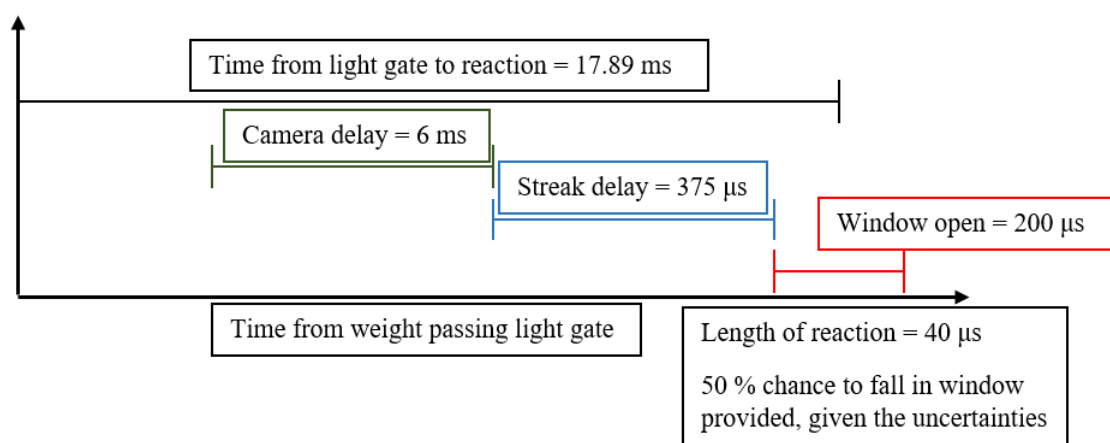 Time from light gate to reaction = 17.89 ms
Camera delay = 6 ms
Streak delay = 375 μs
Window open = 200 μs
Time from weight passing light gate
Length of reaction = 40 μs
50 % chance to fall in window
provided, given the uncertainties